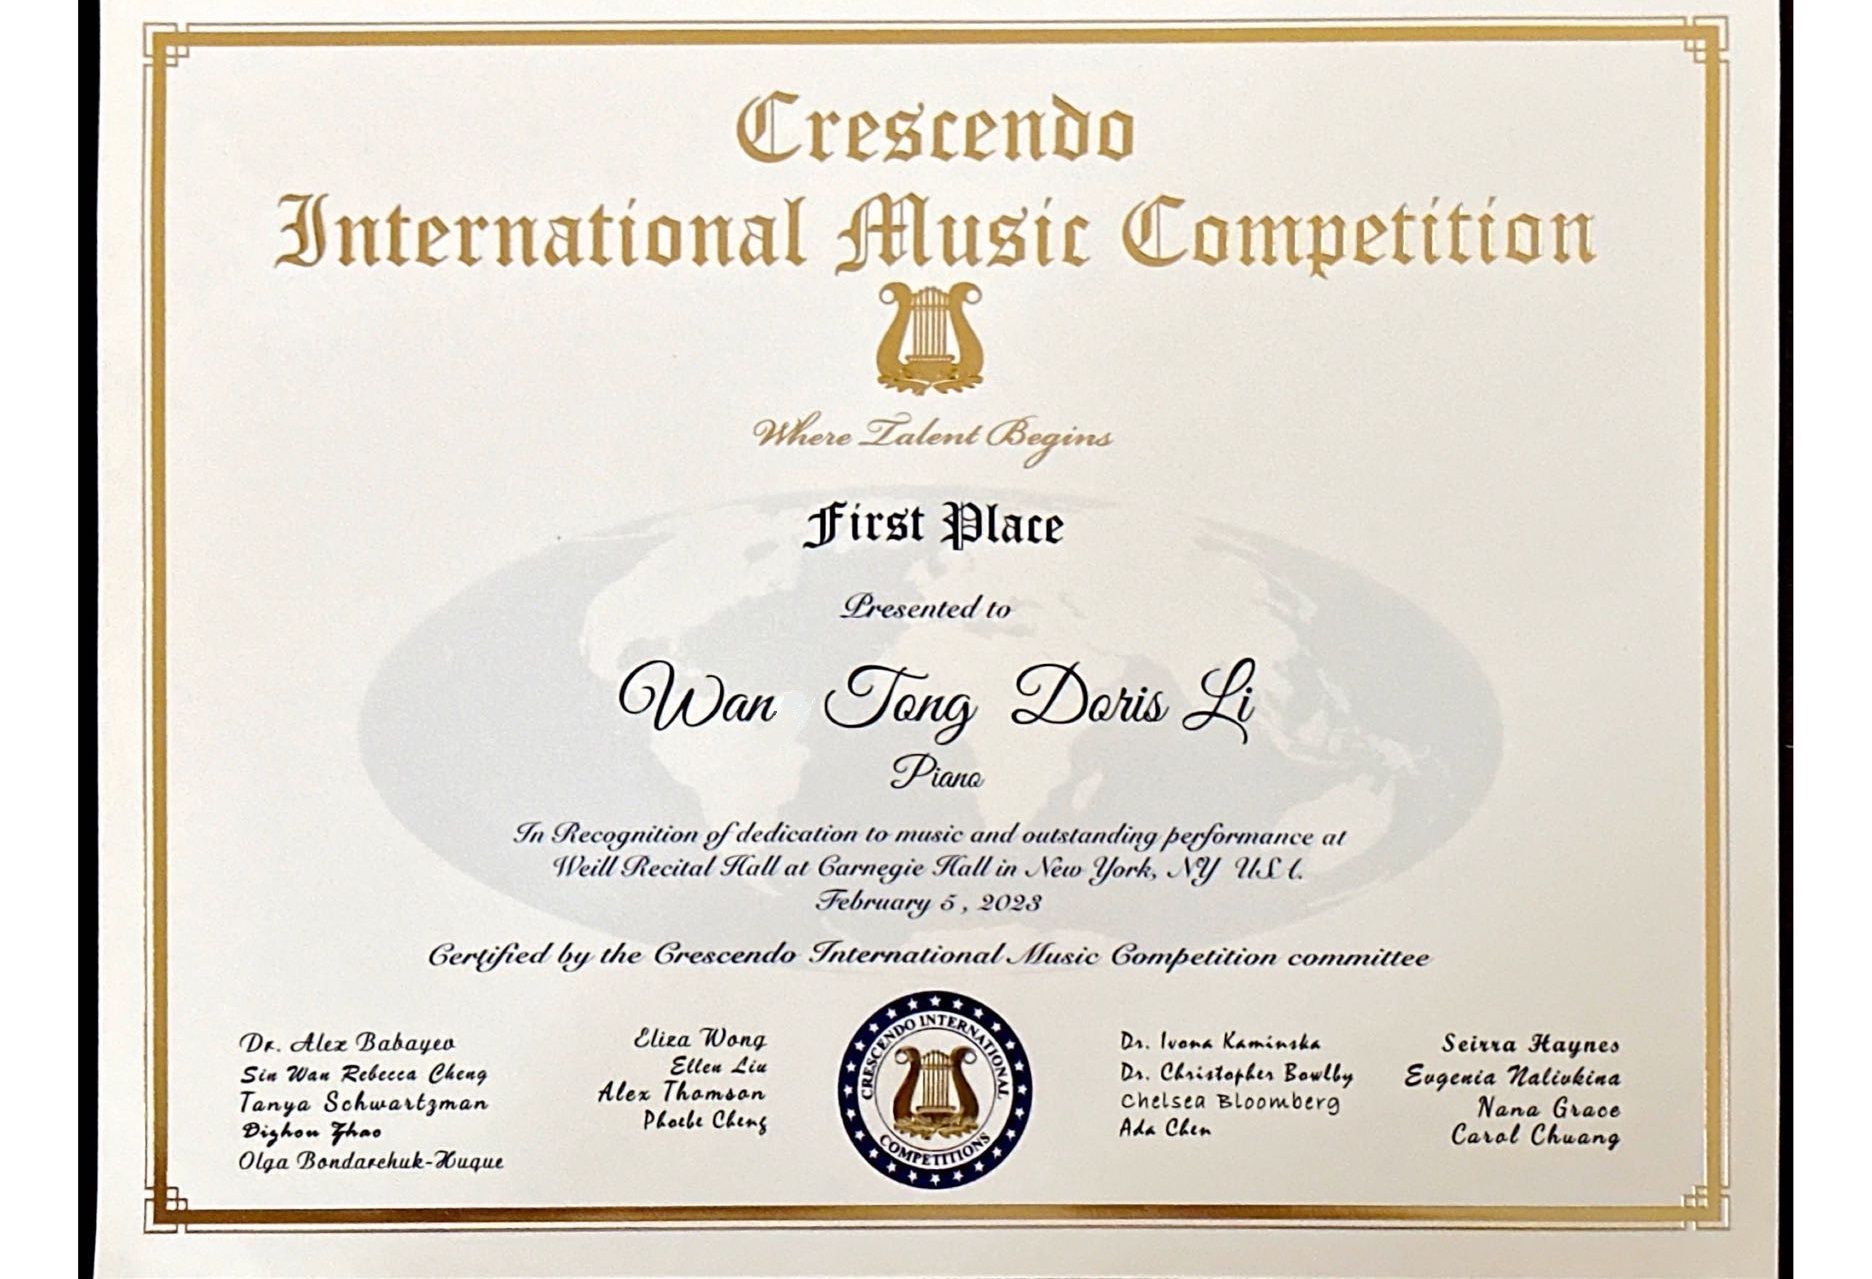 Crescendo
International Music Competition
Where Talent Begins
First Place
Presented to
Wan Tong Doris Li
Piano
In Recognition of dedication to music and outstanding performance at
Weill Recital Hall at Carnegie Hall in New York, NY
February 5, 2023
Certified by the Crescendo International Music Competition committee
Dr. Alex Babayev
Sin Wan Rebecca Cheng
Tanya Schwartzman
Dizhou Zhao
Olga Bondarchuk-Huque
Eliza Wong
Ellen Liu
Alex Thomson
Phoebe Cheng
CRESCENDO INTERNATIONAL
COMPETITIONS
Dr. Ivona Kaminska
Dr. Christopher Bowlby
Chelsea Bloomberg
Ada Chen
Seirra Haynes
Evgenia Nalivkina
Nana Grace
Carol Chuang